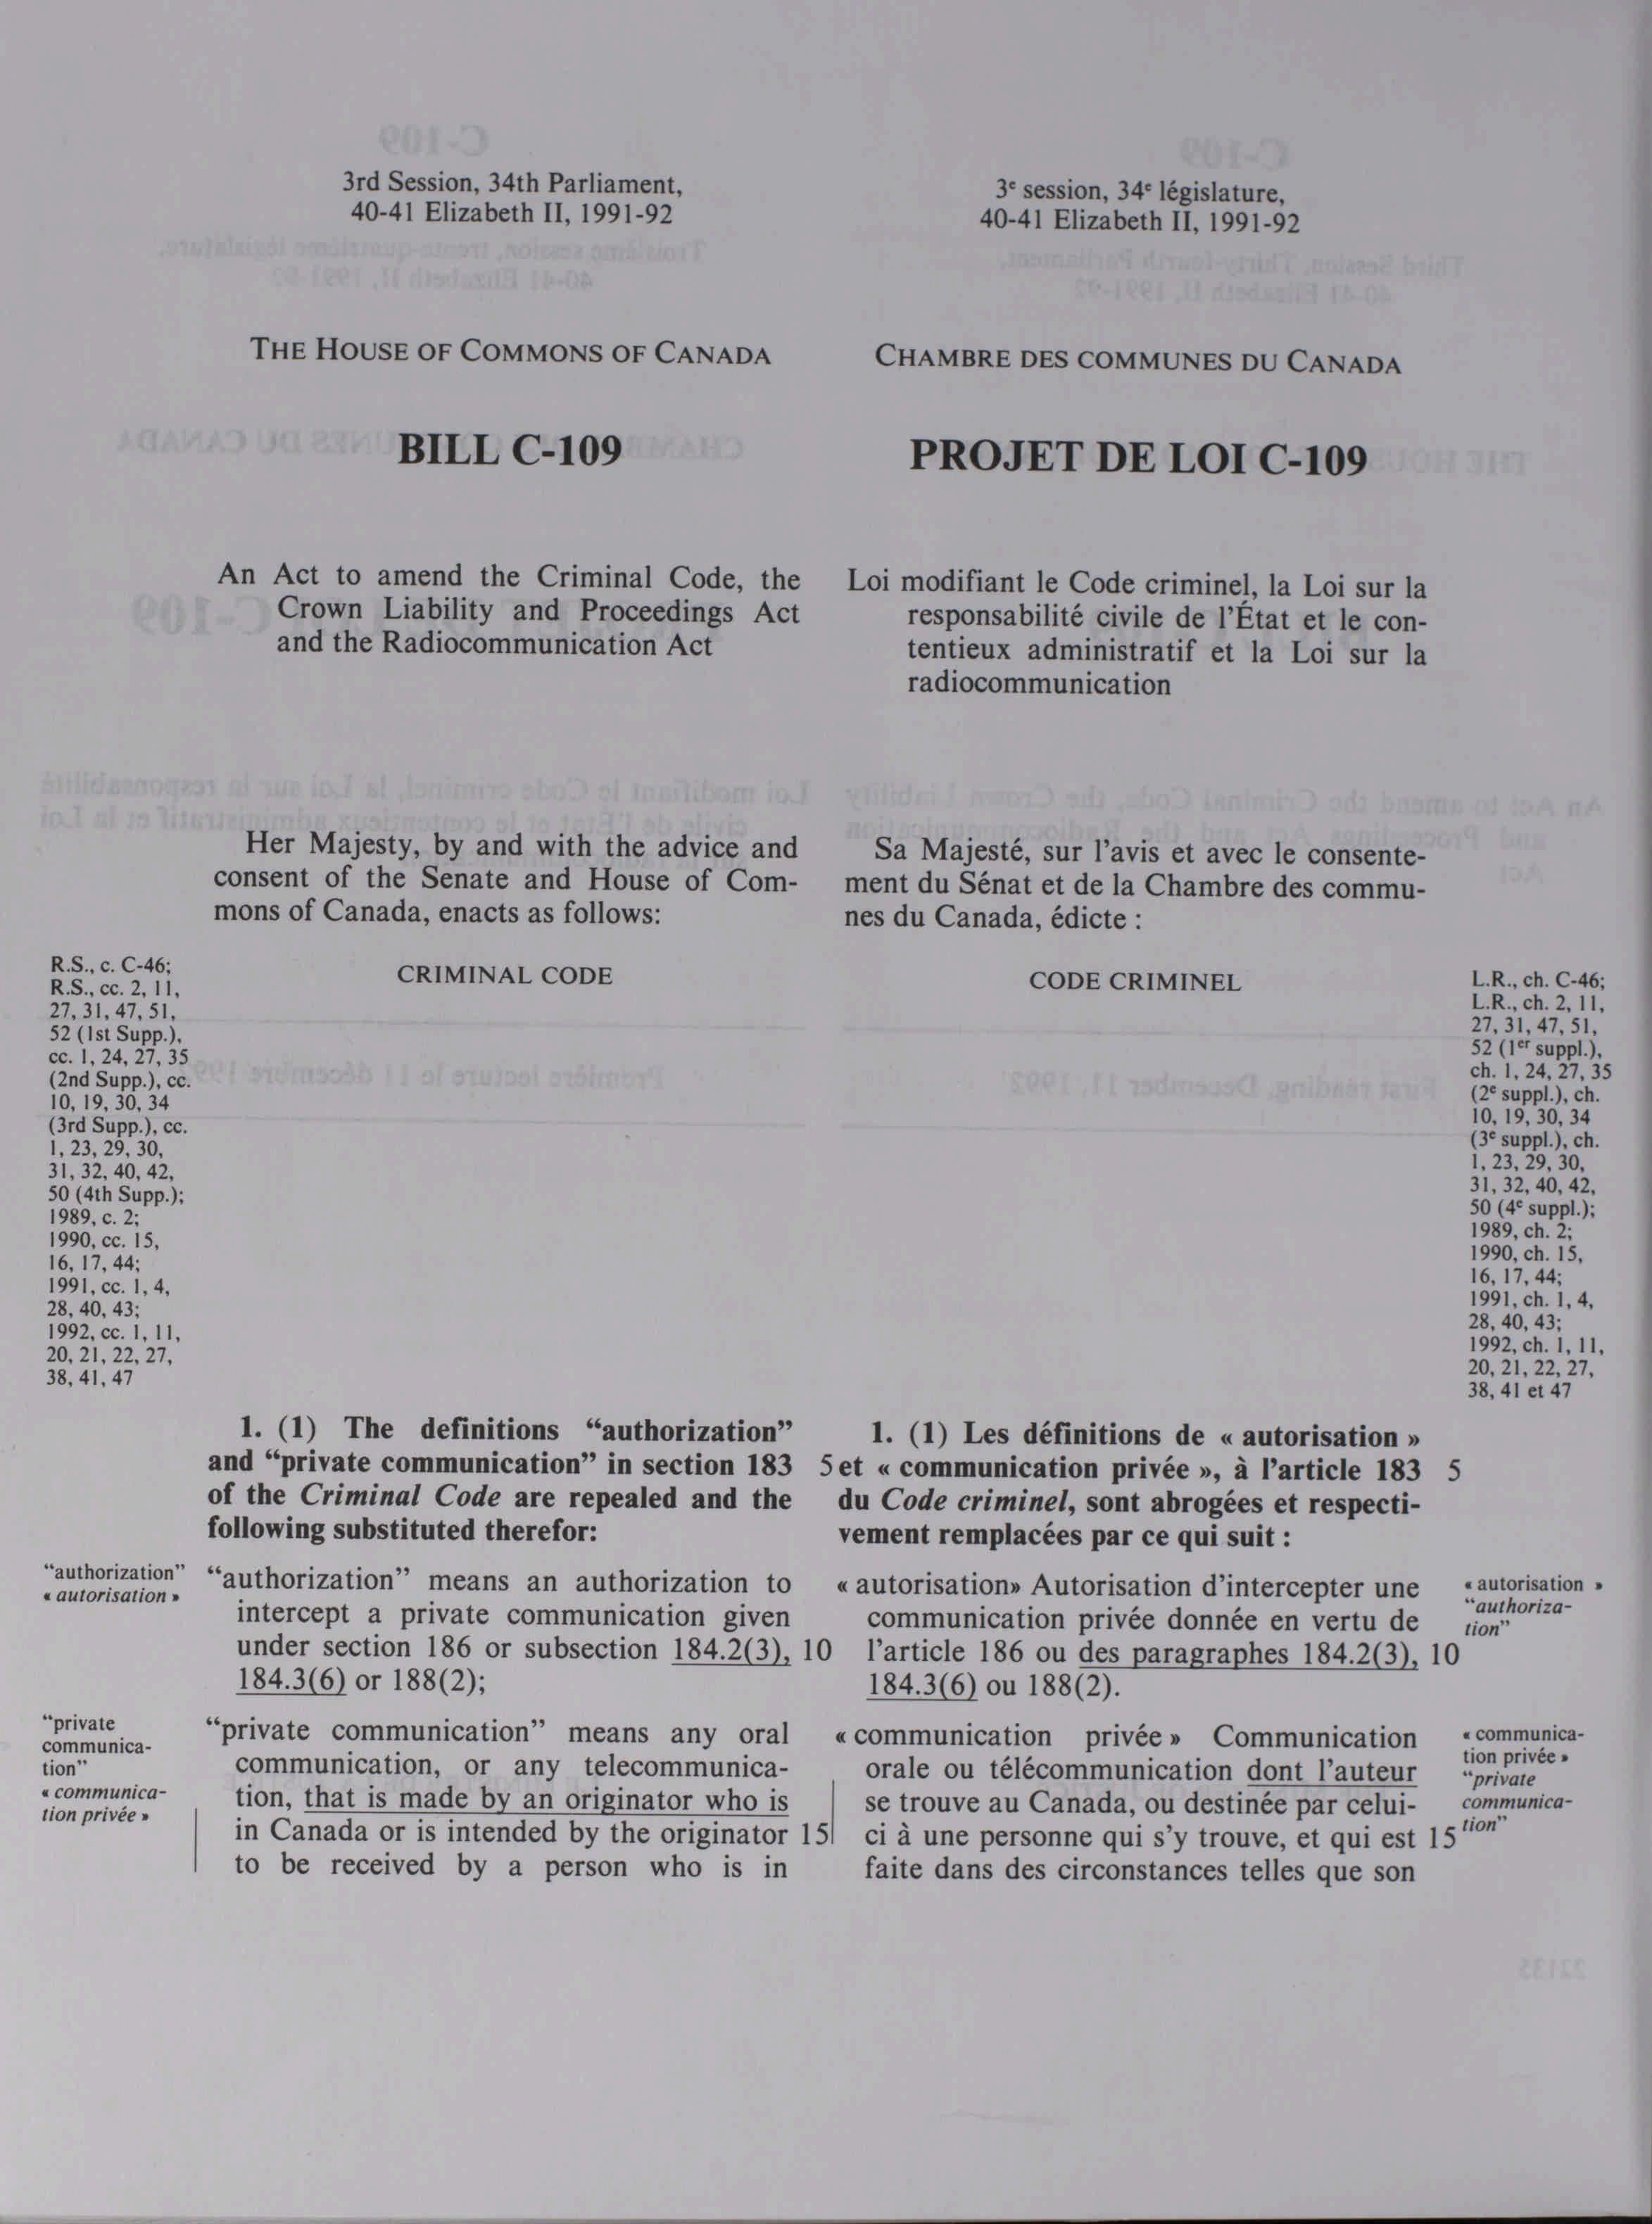 3rd Session, 34th Parliament,
40-41 Elizabeth II, 1991-92
THE HOUSE OF COMMONS OF CANADA
BILL C-109
An Act to amend the Criminal Code, the
Crown Liability and Proceedings Act
and the Radiocommunication Act
Her Majesty, by and with the advice and
consent of the Senate and House of Com-
mons of Canada, enacts as follows:
R.S., c. C-46;
R.S., cc. 2, 11,
27, 31, 47, 51,
52 (1st Supp.),
cc. 1, 24, 27, 35
(2nd Supp.), cc.
10, 19, 30, 34
(3rd Supp.), cc.
1, 23, 29, 30,
31, 32, 40, 42,
50 (4th Supp.);
1989, c. 2;
1990, cc. 15,
16, 17, 44;
1991, cc. 1, 4,
28, 40, 43;
1992, cc. 1, 11,
20, 21, 22, 27,
38, 41, 47
CRIMINAL CODE
1. (1) The definitions “authorization”
and “private communication” in section 183 5
of the Criminal Code are repealed and the
following substituted therefor:
“authorization”
« autorisation »
“authorization” means an authorization to
intercept a private communication given
under section 186 or subsection 184.2(3), 10
184.3(6) or 188(2);
“private
communica-
tion”
« communica-
tion privée »
“private communication” means any oral
communication, or any telecommunica-
tion, that is made by an originator who is
in Canada or is intended by the originator 15
to be received by a person who is in
3e session, 34e législature,
40-41 Elizabeth II, 1991-92
CHAMBRE DES COMMUNES DU CANADA
PROJET DE LOI C-109
Loi modifiant le Code criminel, la Loi sur la
responsabilité civile de l’État et le con-
tentieux administratif et la Loi sur la
radiocommunication
Sa Majesté, sur l’avis et avec le consente-
ment du Sénat et de la Chambre des commu-
nes du Canada, édicte :
CODE CRIMINEL
L.R., ch. C-46;
L.R., ch. 2, 11,
27, 31, 47, 51,
52 (1er suppl.),
ch. 1, 24, 27, 35
(2e suppl.), ch.
10, 19, 30, 34
(3e suppl.), ch.
1, 23, 29, 30,
31, 32, 40, 42,
50 (4e suppl.);
1989, ch. 2;
1990, ch. 15,
16, 17, 44;
1991, ch. 1, 4,
28, 40, 43;
1992, ch. 1, 11,
20, 21, 22, 27,
38, 41 et 47
1. (1) Les définitions de « autorisation »
et « communication privée », à l’article 183 5
du Code criminel, sont abrogées et respecti-
vement remplacées par ce qui suit :
« autorisation» Autorisation d’intercepter une
communication privée donnée en vertu de
l’article 186 ou des paragraphes 184.2(3), 10
184.3(6) ou 188(2).
« autorisation »
“authoriza-
tion”
« communication privée » Communication
orale ou télécommunication dont l’auteur
se trouve au Canada, ou destinée par celui-
ci à une personne qui s’y trouve, et qui est 15
faite dans des circonstances telles que son
« communica-
tion privée »
“private
communica-
tion”